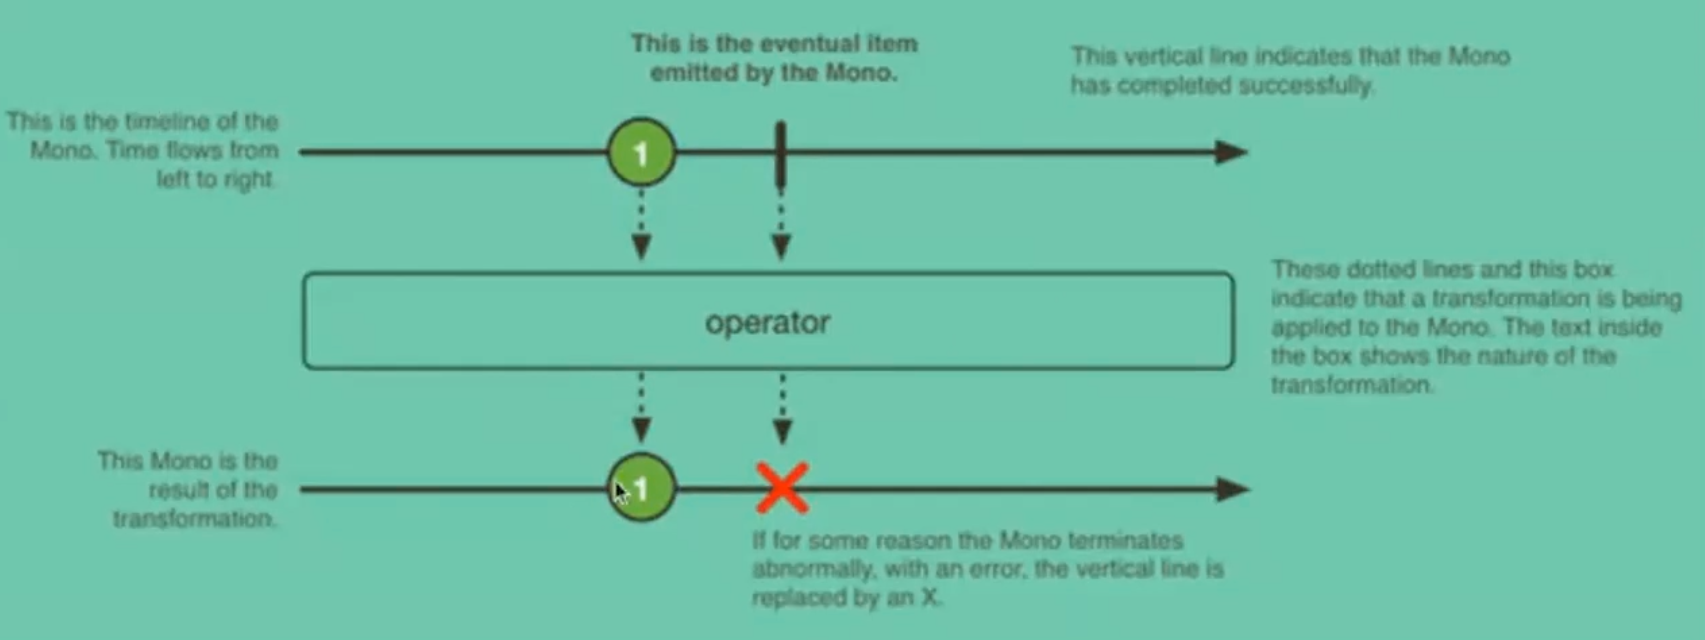 This is the eventual item
emitted by the Mono.
This vertical line indicates that the Mono
has completed successfully.
This is the timeline of the
Mono. Time flows from
left to right.
1
operator
These dotted lines and this box
indicate that a transformation is being
applied to the Mono. The text inside
the box shows the nature of the
transformation.
This Mono is the
result of the
transformation.
1
If for some reason the Mono terminates
abnormally, with an error, the vertical line is
replaced by an X.